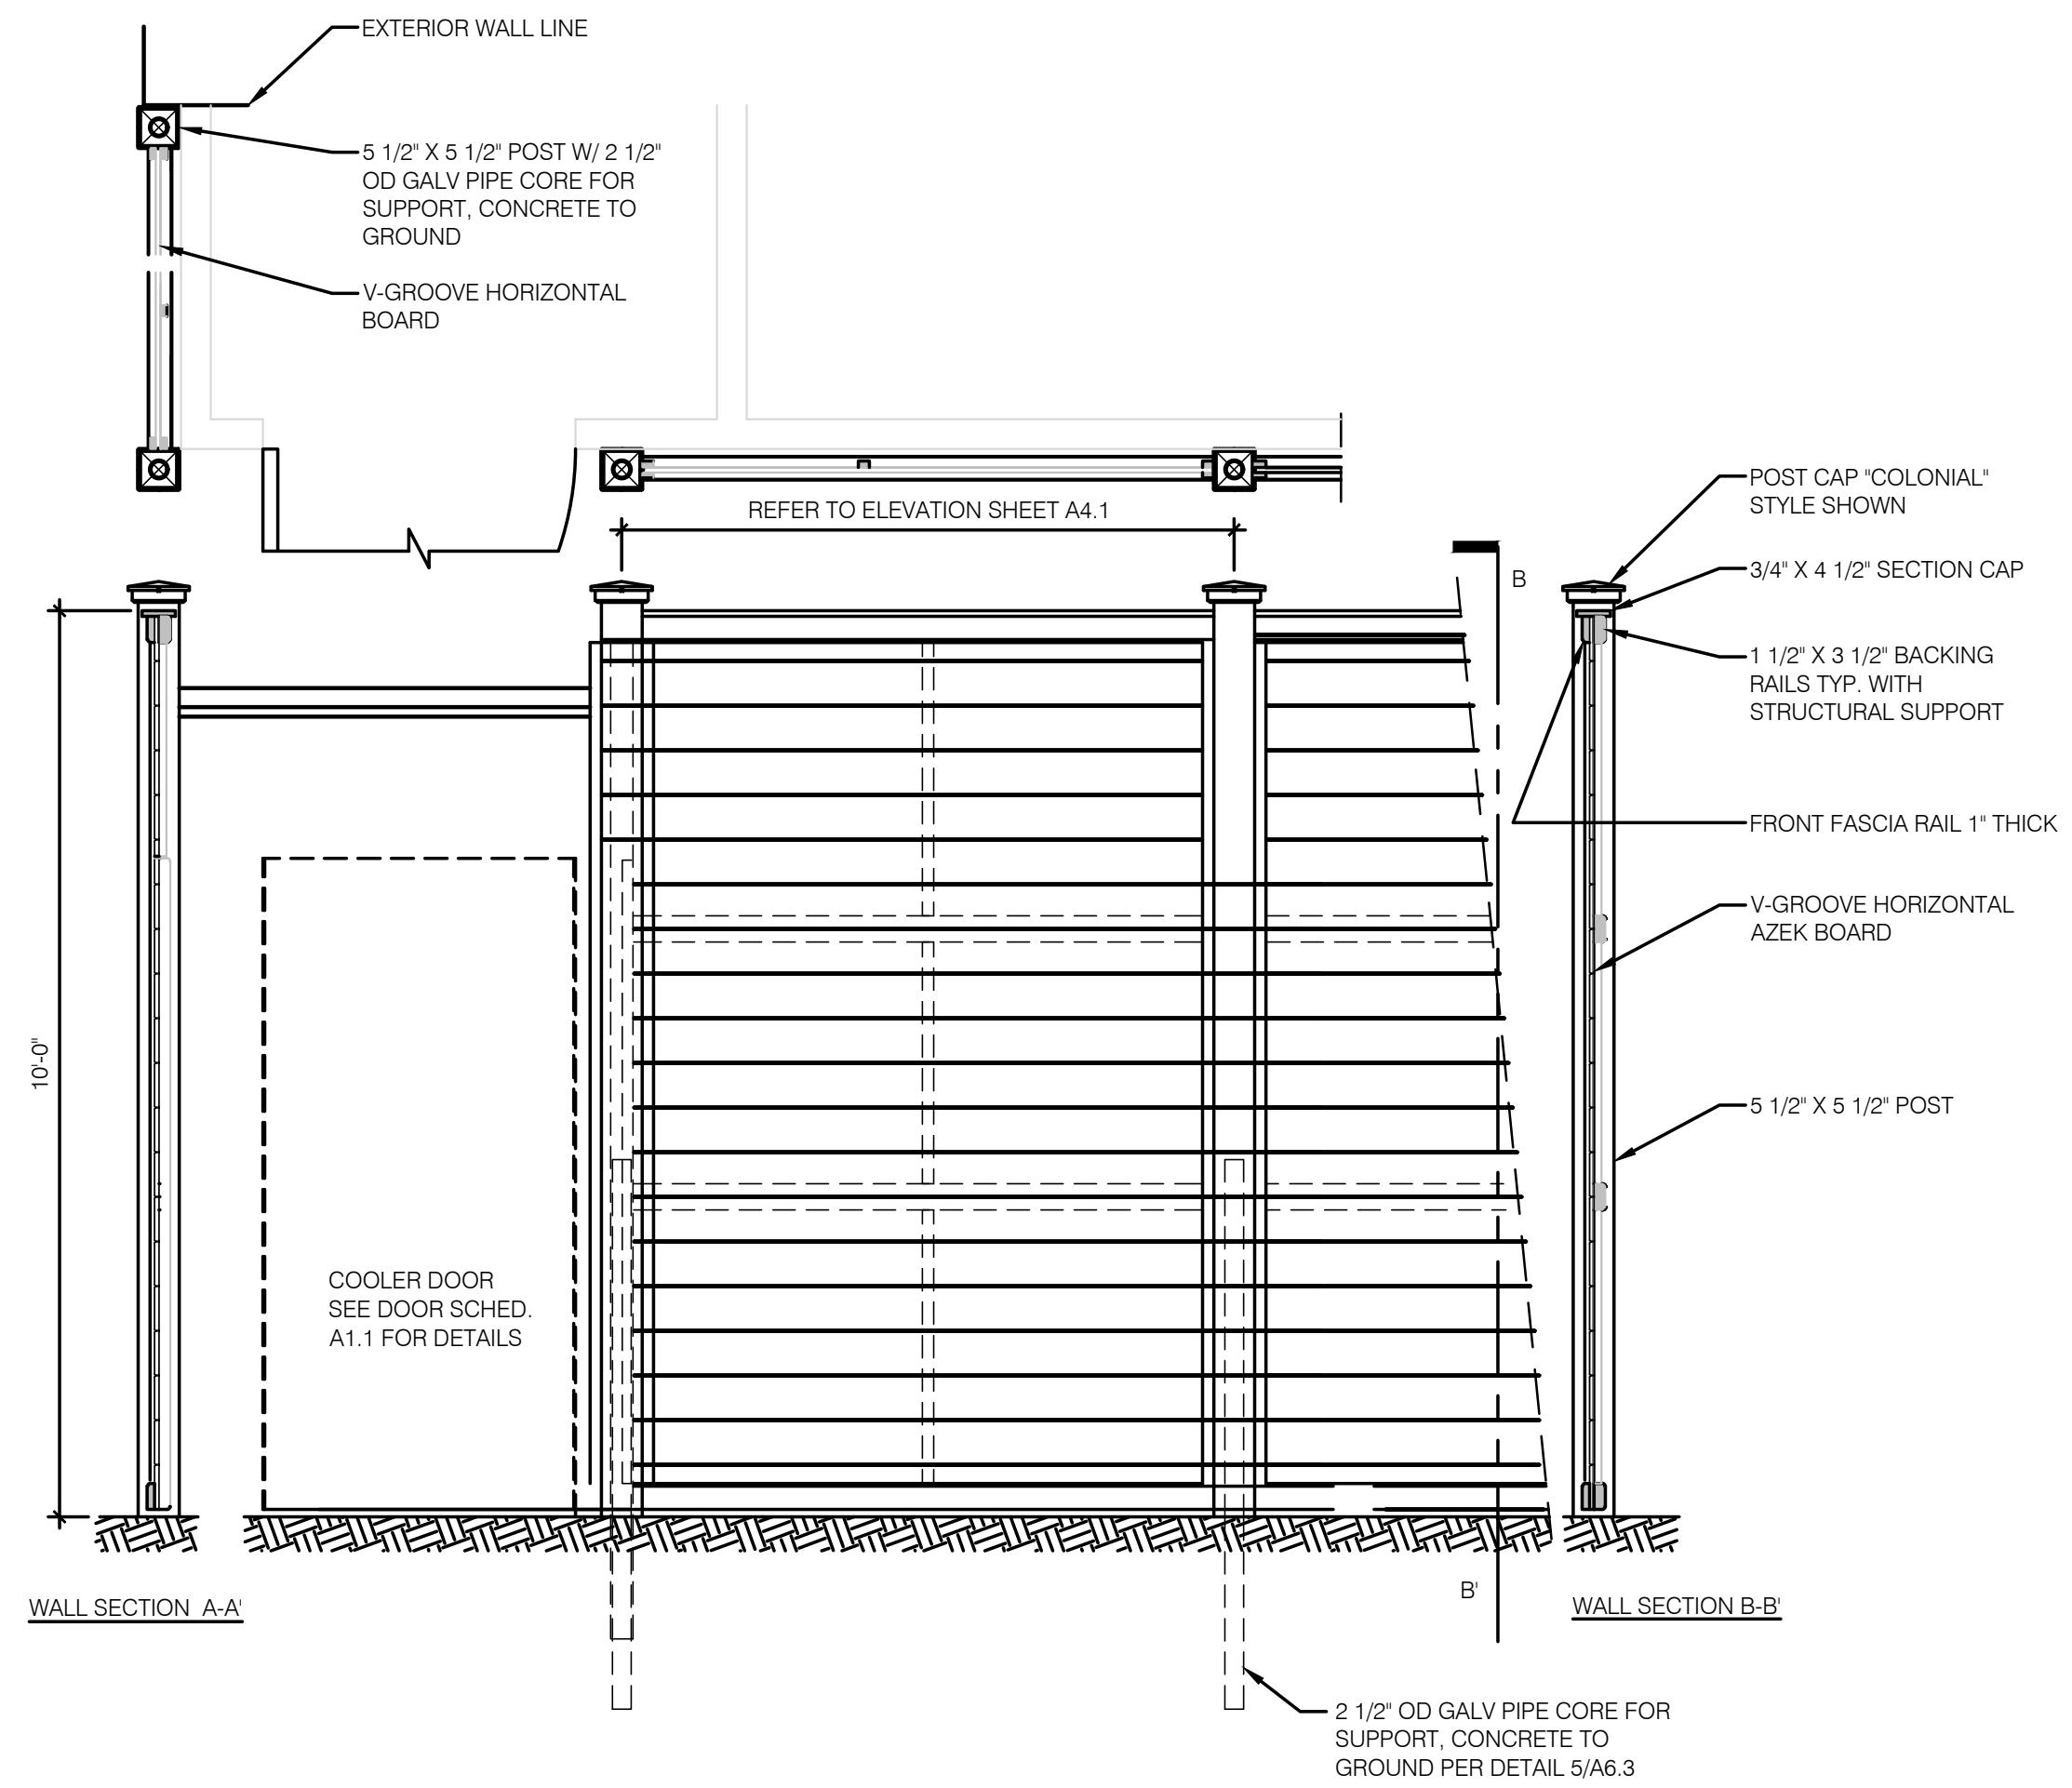 EXTERIOR WALL LINE
5 1/2" X 5 1/2" POST W/ 2 1/2"
OD GALV PIPE CORE FOR
SUPPORT, CONCRETE TO
GROUND
V-GROOVE HORIZONTAL
BOARD
REFER TO ELEVATION SHEET A4.1
POST CAP "COLONIAL"
STYLE SHOWN
B
3/4" X 4 1/2" SECTION CAP
1 1/2" X 3 1/2" BACKING
RAILS TYP. WITH
STRUCTURAL SUPPORT
FRONT FASCIA RAIL 1" THICK
V-GROOVE HORIZONTAL
AZEK BOARD
10'-0"
5 1/2" X 5 1/2" POST
COOLER DOOR
SEE DOOR SCHED.
A1.1 FOR DETAILS
B'
WALL SECTION A-A'
WALL SECTION B-B'
2 1/2" OD GALV PIPE CORE FOR
SUPPORT, CONCRETE TO
GROUND PER DETAIL 5/A6.3